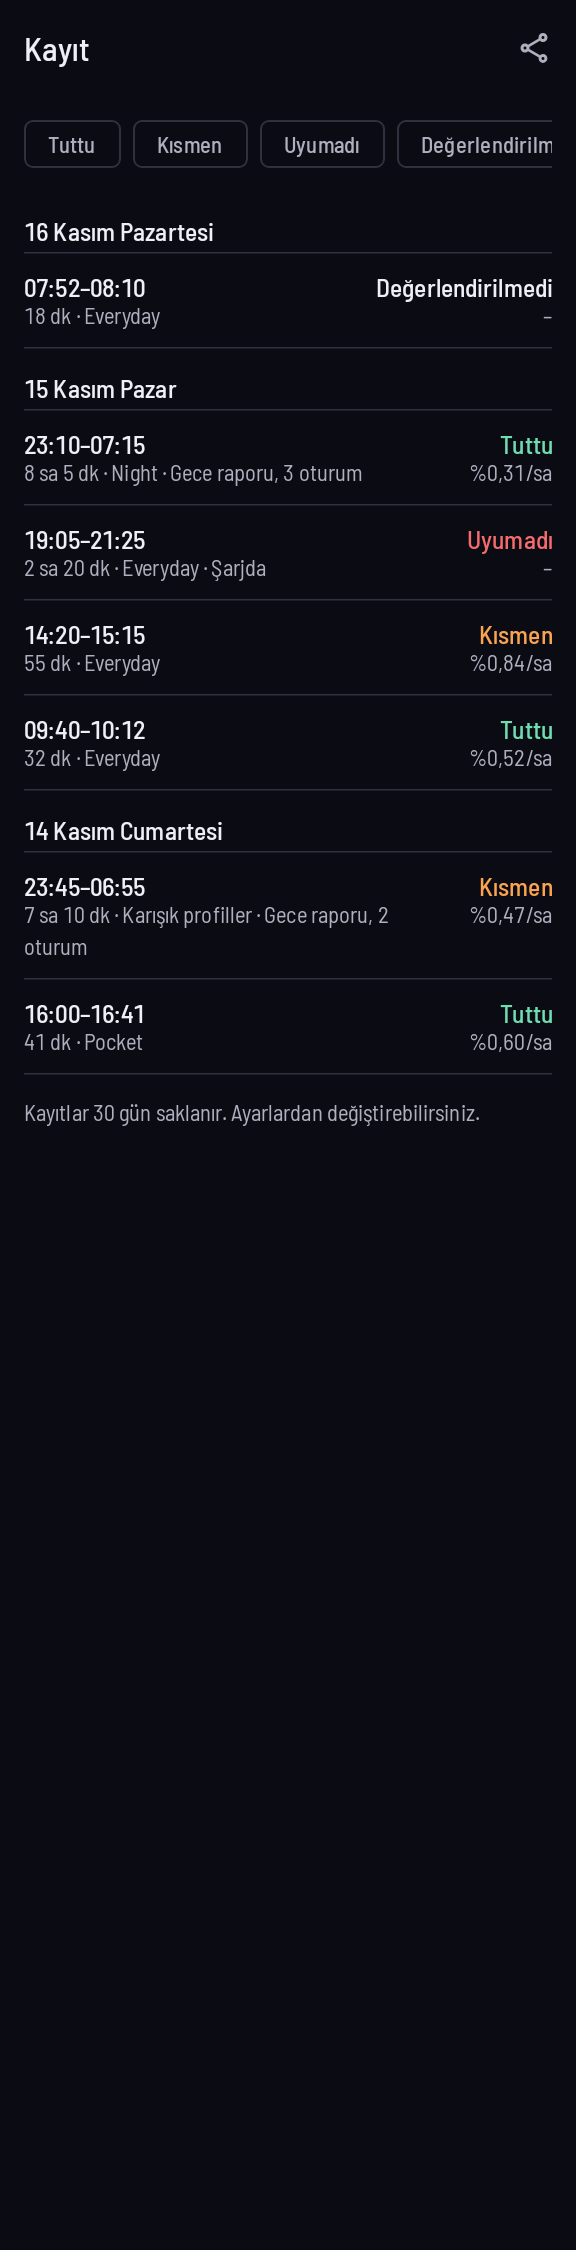 Kayıt
Tuttu
Kısmen
Uyumadı
Değerlendirilm
16 Kasım Pazartesi
07:52–08:10
Değerlendirilmedi
18 dk · Everyday
–
15 Kasım Pazar
23:10–07:15
Tuttu
8 sa 5 dk · Night · Gece raporu, 3 oturum
%0,31/sa
19:05–21:25
Uyumadı
2 sa 20 dk · Everyday · Şarjda
–
14:20–15:15
Kısmen
55 dk · Everyday
%0,84/sa
09:40–10:12
Tuttu
32 dk · Everyday
%0,52/sa
14 Kasım Cumartesi
23:45–06:55
Kısmen
7 sa 10 dk · Karışık profiller · Gece raporu, 2
%0,47/sa
oturum
16:00–16:41
Tuttu
41 dk · Pocket
%0,60/sa
Kayıtlar 30 gün saklanır. Ayarlardan değiştirebilirsiniz.